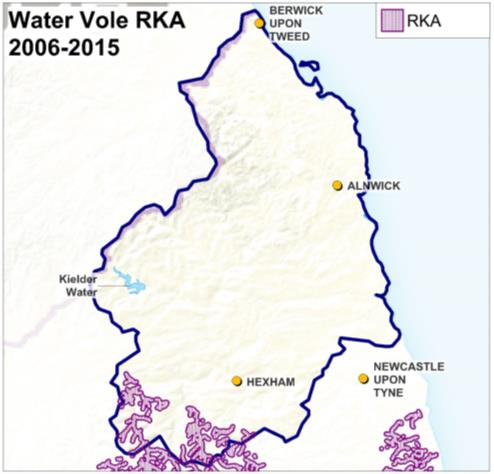 Water Vole RKA
2006-2015
RKA
BERWICK
UPON
TWEED
ALNWICK
Kielder
Water
HEXHAM
NEWCASTLE
UPON
TYNE